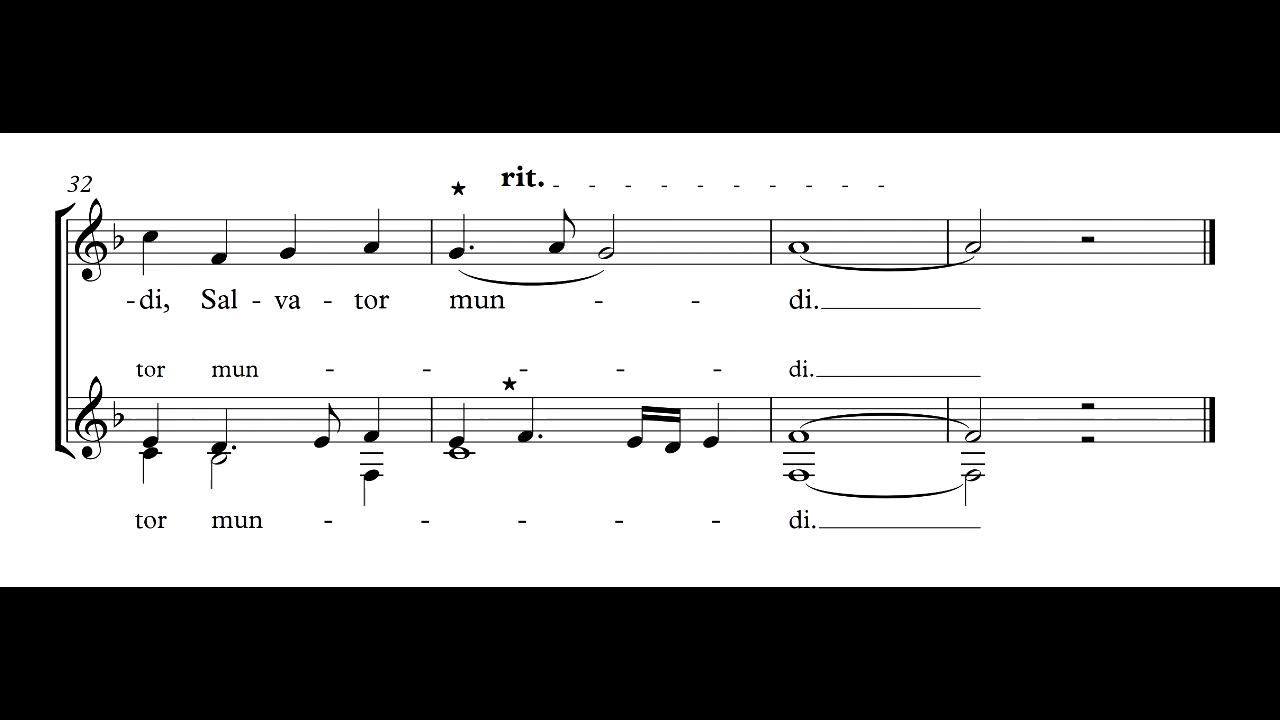 32
rit.
-di, Sal - va - tor mun - - di.
tor mun - - - - - di.
tor mun - - - - - di.